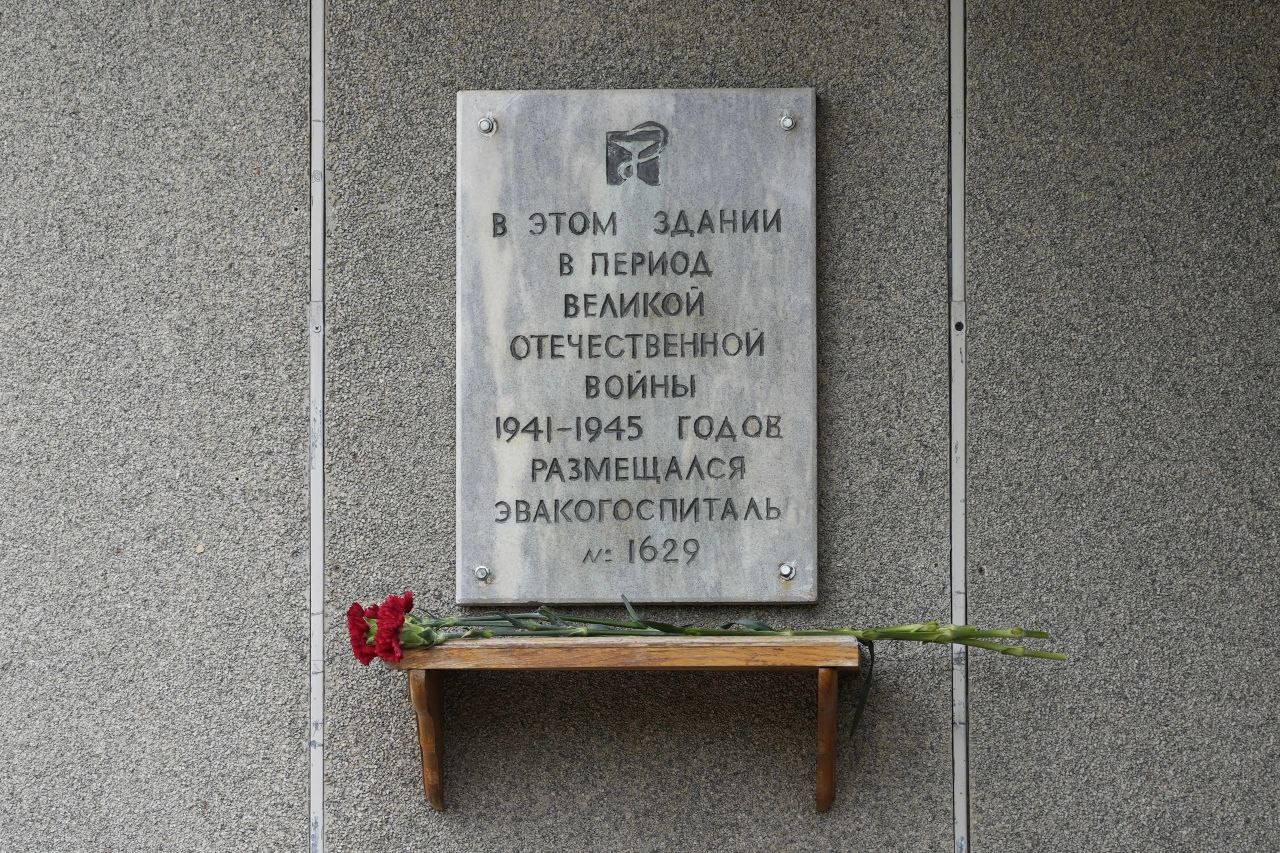 В ЭТОМ ЗДАНИИ
В ПЕРИОД
ВЕЛИКОЙ
ОТЕЧЕСТВЕННОЙ
ВОЙНЫ
1941-1945 ГОДОВ
РАЗМЕЩАЛСЯ
ЭВАКОГОСПИТАЛЬ
№ 1629